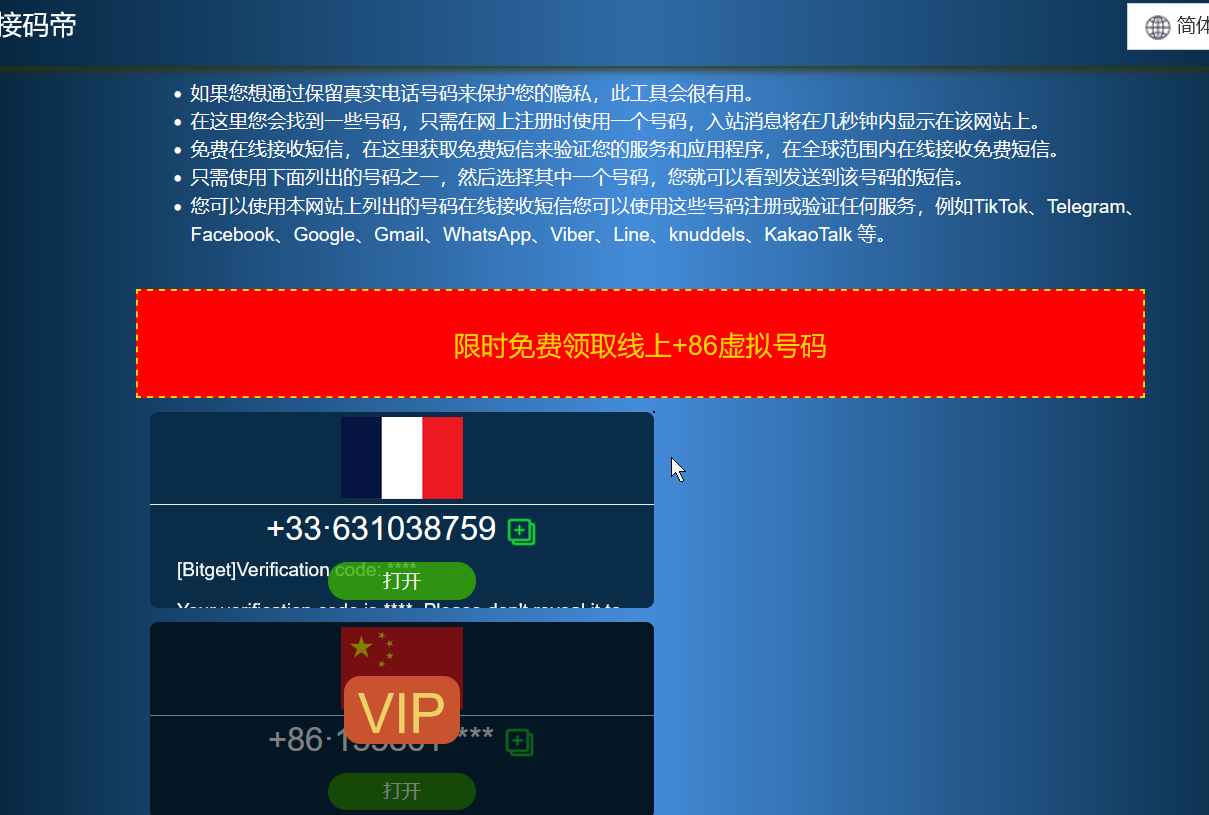 接码帝
简体
如果您想通过保留真实电话号码来保护您的隐私，此工具会很有用。
在这里您会找到一些号码，只需在网上注册时使用一个号码，入站消息将在几秒钟内显示在该网站上。
免费在线接收短信，在这里获取免费短信来验证您的服务和应用程序，在全球范围内在线接收免费短信。
只需使用下面列出的号码之一，然后选择其中一个号码，您就可以看到发送到该号码的短信。
您可以使用本网站上列出的号码在线接收短信您可以使用这些号码注册或验证任何服务，例如TikTok、Telegram、
Facebook、Google、Gmail、WhatsApp、Viber、Line、knuddels、KakaoTalk 等。
限时免费领取线上+86虚拟号码
+33·631038759
[Bitget]Verification code: ****
打开
Your verification code is ****. Please don't reveal it to
VIP
打开